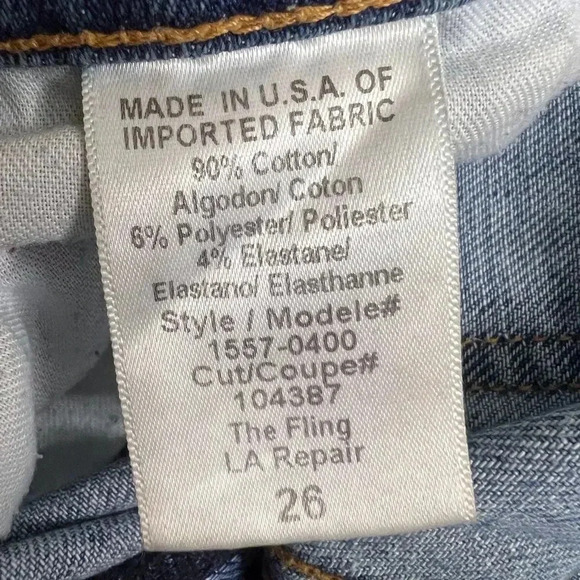 MADE IN U.S.A. OF
IMPORTED FABRIC
90% Cotton/
Algodon/ Coton
6% Polyester/ Poliester
4% Elastane/
Elastano/ Elasthanne
Style / Modele#
1557-0400
Cut/Coupe#
104387
The Fling
LA Repair
26